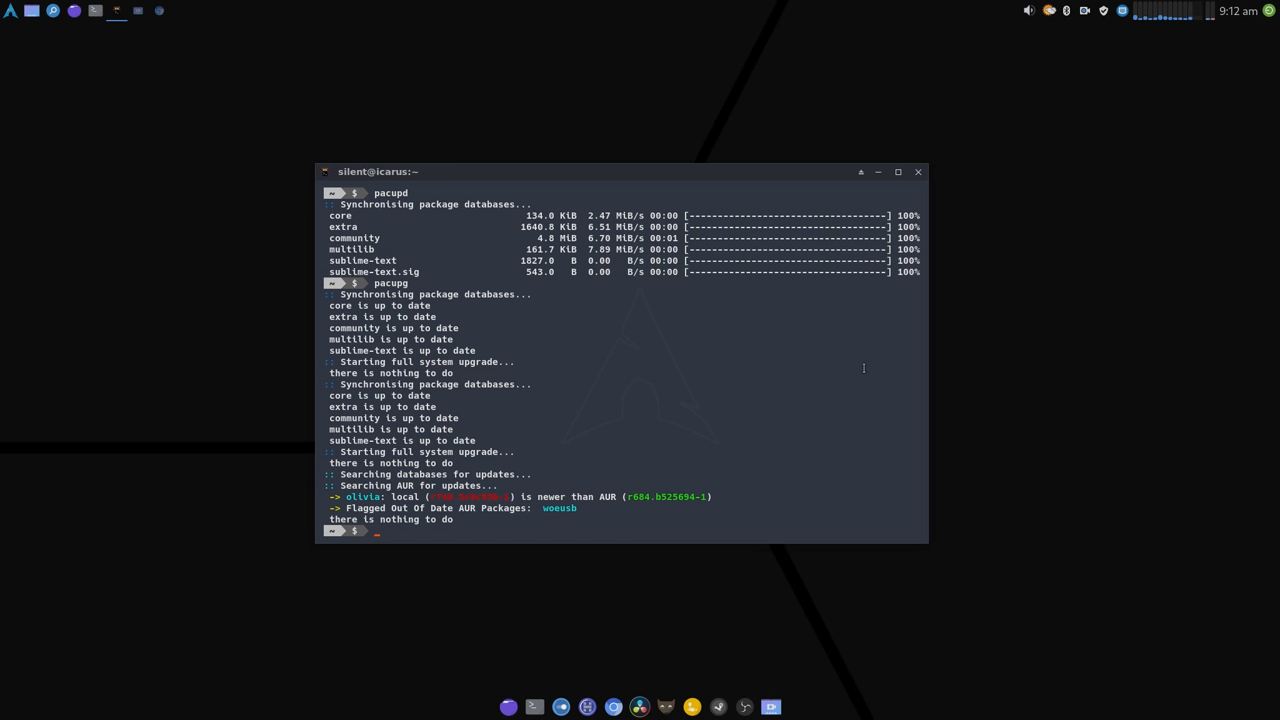 9:12 am
silent@icarus:~
~ $ pacupd
:: Synchronising package databases...
core 134.0 KiB 2.47 MiB/s 00:00 [------------------------------------] 100%
extra 1640.8 KiB 6.51 MiB/s 00:00 [------------------------------------] 100%
community 4.8 MiB 6.70 MiB/s 00:01 [------------------------------------] 100%
multilib 161.7 KiB 7.89 MiB/s 00:00 [------------------------------------] 100%
sublime-text 1827.0 B 0.00 B/s 00:00 [------------------------------------] 100%
sublime-text.sig 543.0 B 0.00 B/s 00:00 [------------------------------------] 100%
~ $ pacupg
:: Synchronising package databases...
core is up to date
extra is up to date
community is up to date
multilib is up to date
sublime-text is up to date
:: Starting full system upgrade...
there is nothing to do
:: Synchronising package databases...
core is up to date
extra is up to date
community is up to date
multilib is up to date
sublime-text is up to date
:: Starting full system upgrade...
there is nothing to do
:: Searching databases for updates...
:: Searching AUR for updates...
-> olivia: local () is newer than AUR (r684.b525694-1)
-> Flagged Out Of Date AUR Packages: woeusb
there is nothing to do
~ $ _